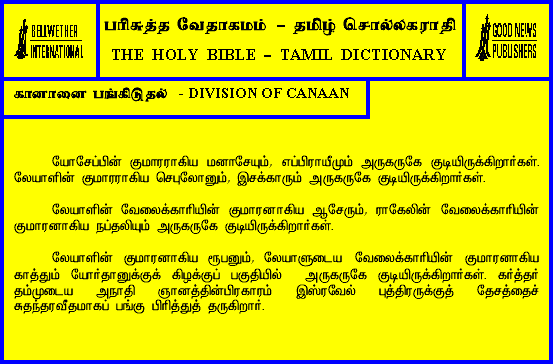 BELLWETHER
INTERNATIONAL
பரிசுத்த வேதாகமம் – தமிழ் சொல்லகராதி
THE HOLY BIBLE – TAMIL DICTIONARY
GOOD NEWS
PUBLISHERS
கானானை பங்கிடுதல் - DIVISION OF CANAAN
யோசேப்பின் குமாரராகிய மனாசேயும், எப்பிராயீமும் அருகருகே குடியிருக்கிறார்கள்.
லேயாளின் குமாரராகிய செபுலோனும், இசக்காரும் அருகருகே குடியிருக்கிறார்கள்.
லேயாளின் வேலைக்காரியின் குமாரனாகிய ஆசேரும், ராகேலின் வேலைக்காரியின்
குமாரனாகிய நப்தலியும் அருகருகே குடியிருக்கிறார்கள்.
லேயாளின் குமாரனாகிய ரூபனும், லேயாளுடைய வேலைக்காரியின் குமாரனாகிய
காத்தும் யோர்தானுக்குக் கிழக்குப் பகுதியில் அருகருகே குடியிருக்கிறார்கள். கர்த்தர்
தம்முடைய அநாதி ஞானத்தின்பிரகாரம் இஸ்ரவேல் புத்திரருக்குத் தேசத்தைச்
சுதந்தரவீதமாகப் பங்கு பிரித்துத் தருகிறார்.